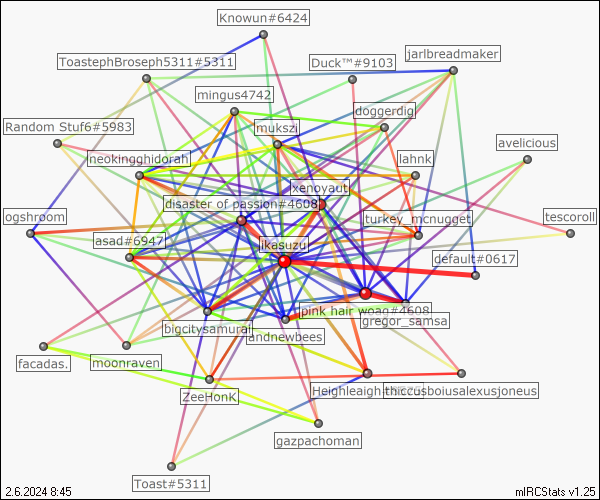 Knowun#6424
ToastephBroseph5311#5311
Duck™#9103
jarlbreadmaker
mingus4742
doggerdig
Random Stuf6#5983
mukszi
avelicious
neokingghidorah
lahnk
xenoyaut
disaster of passion#4608
ogshroom
turkey_mcnugget
tescoroll
asad#6947
ikasuzu
default#0617
pink hair woag#4608
gregor_samsa
bigcitysamurai
andnewbees
facadas.
moonraven
ZeeHonK
Heighleaigh
thiccusboiusalexusjoneus
gazpachoman
Toast#5311
2.6.2024 8:45
mIRCStats v1.25